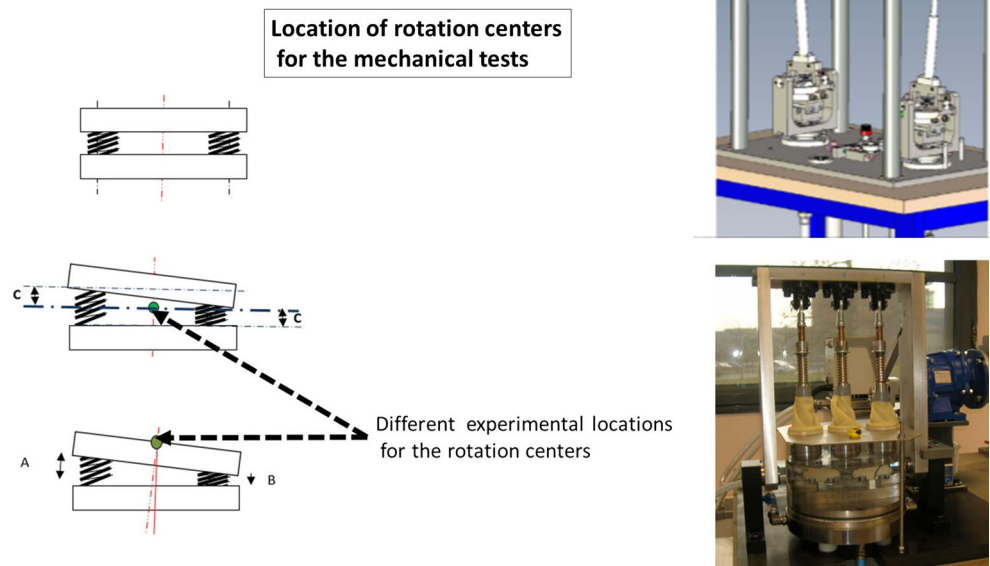 Location of rotation centers
for the mechanical tests
C
C
Different experimental locations
for the rotation centers
A
B